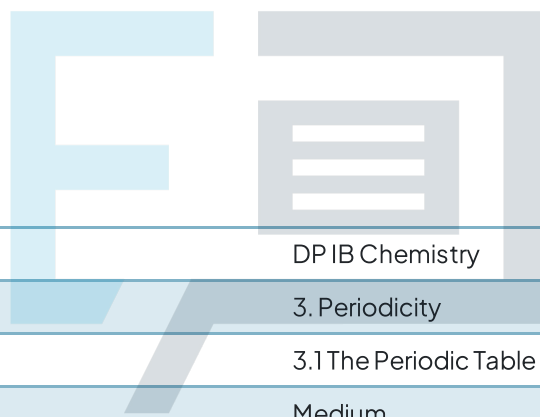 DP IB Chemistry
3. Periodicity
3.1 The Periodic Table
Medium